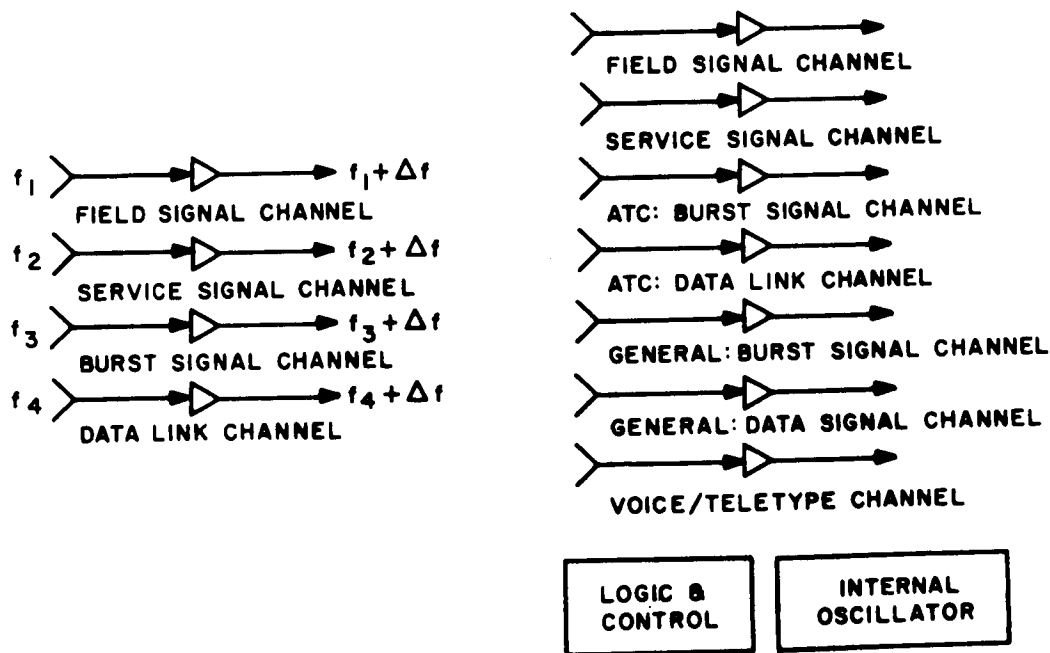 f1 f1 + Δf
FIELD SIGNAL CHANNEL
f2 f2 + Δf
SERVICE SIGNAL CHANNEL
f3 f3 + Δf
BURST SIGNAL CHANNEL
f4 f4 + Δf
DATA LINK CHANNEL
FIELD SIGNAL CHANNEL
SERVICE SIGNAL CHANNEL
ATC: BURST SIGNAL CHANNEL
ATC: DATA LINK CHANNEL
GENERAL: BURST SIGNAL CHANNEL
GENERAL: DATA SIGNAL CHANNEL
VOICE/TELETYPE CHANNEL
LOGIC &
CONTROL
INTERNAL
OSCILLATOR